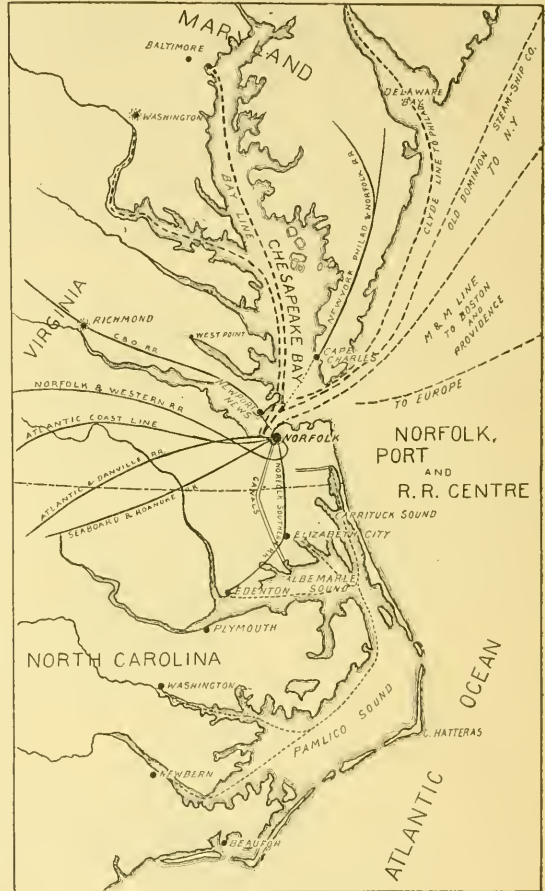 MARYLAND
BALTIMORE
WASHINGTON
DELAWARE BAY
BAY LINE
CHESAPEAKE BAY
NEW YORK PHILAD & NORFOLK RR.
CLYDE LINE TO PHILAD
OLD DOMINION STEAM-SHIP CO.
TO N.Y
M & M LINE
TO BOSTON
AND
PROVIDENCE
TO EUROPE
VIRGINIA
RICHMOND
C&O RR.
WEST POINT
CAPE CHARLES
NEWPORT NEWS
NORFOLK & WESTERN RR
ATLANTIC COAST LINE
NORFOLK
ATLANTIC & DANVILLE RR.
SEABOARD & ROANOKE RR
CANALS
NORFOLK SOUTHERN RR
NORFOLK,
PORT
AND
R.R. CENTRE
CURRITUCK SOUND
ELIZABETH CITY
ALBEMARLE SOUND
EDENTON
PLYMOUTH
NORTH CAROLINA
WASHINGTON
PAMLICO SOUND
C. HATTERAS
NEWBERN
BEAUFORT
ATLANTIC OCEAN